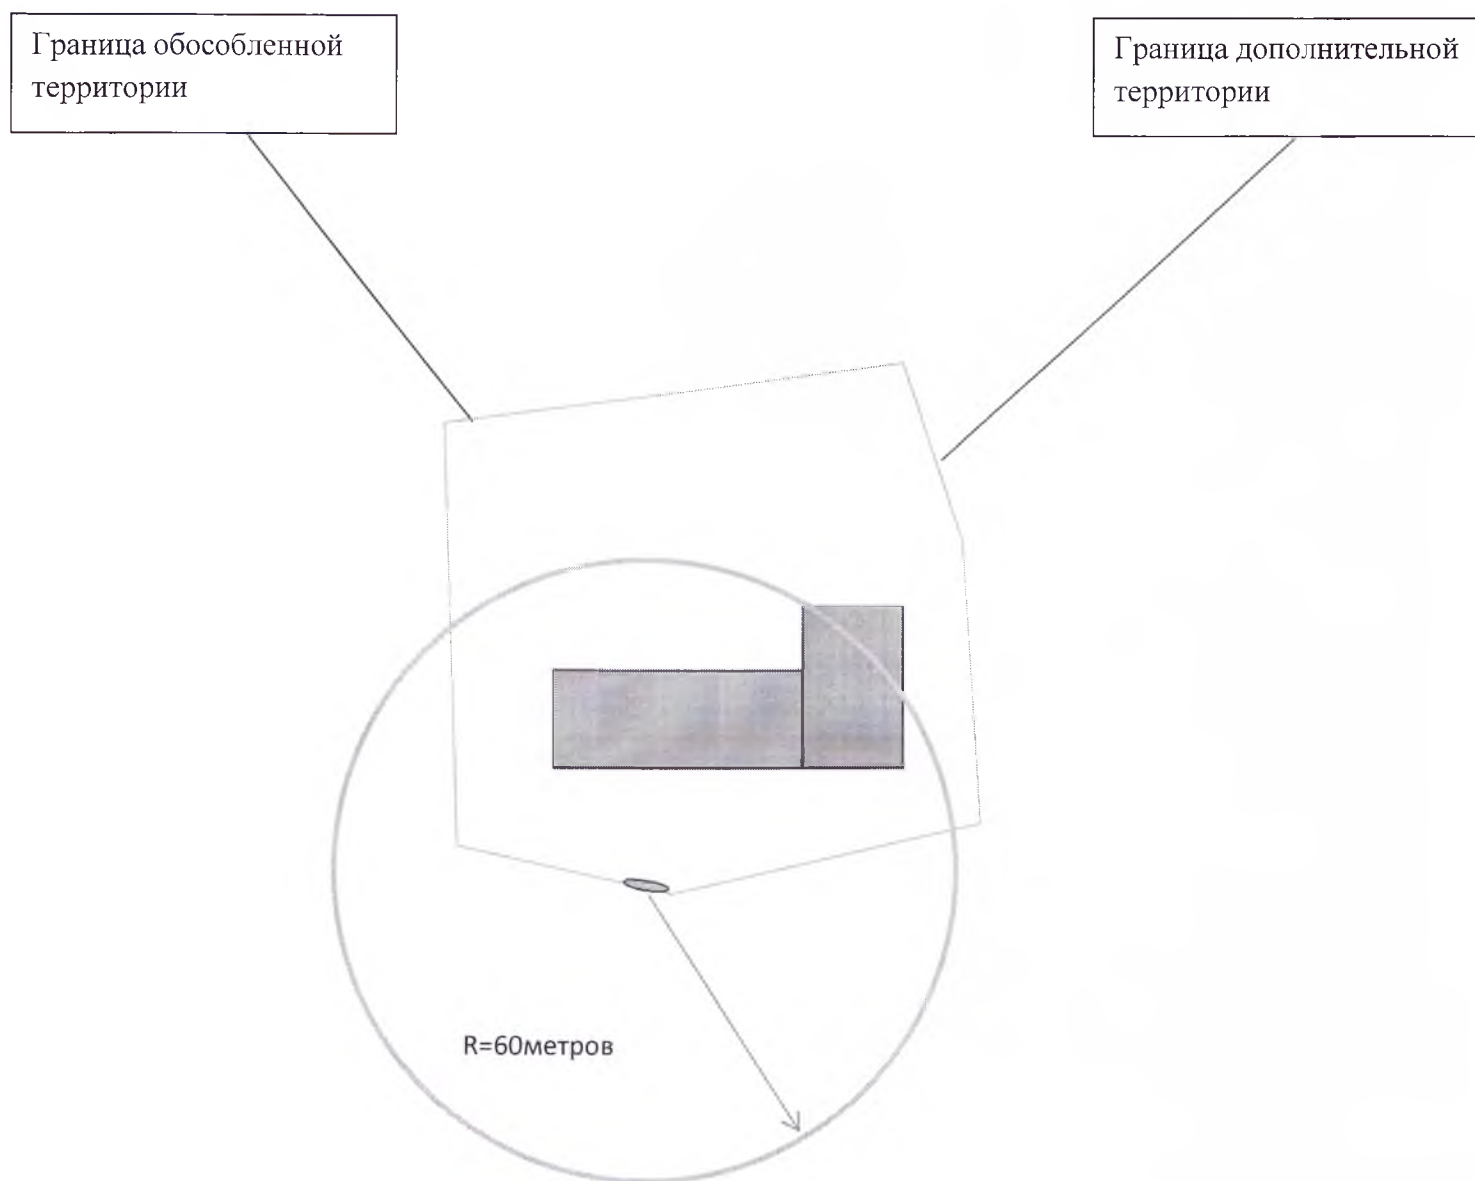 Граница обособленной
территории
Граница дополнительной
территории
R=60метров